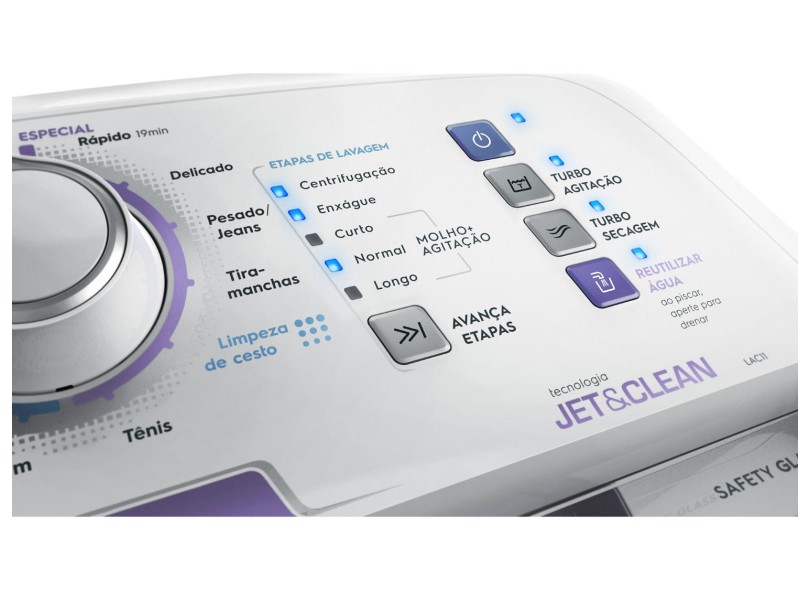 ESPECIAL
Rápido 19min
Delicado
Pesado/
Jeans
Tira-
manchas
Limpeza
de cesto
Tênis
m
ETAPAS DE LAVAGEM
Centrifugação
Enxágue
Curto
Normal
Longo
MOLHO+
AGITAÇÃO
AVANÇA
ETAPAS
TURBO
AGITAÇÃO
TURBO
SECAGEM
REUTILIZAR
ÁGUA
ao piscar,
aperte para
drenar
tecnologia
JET&CLEAN
LAC11
GLASS SAFETY GL